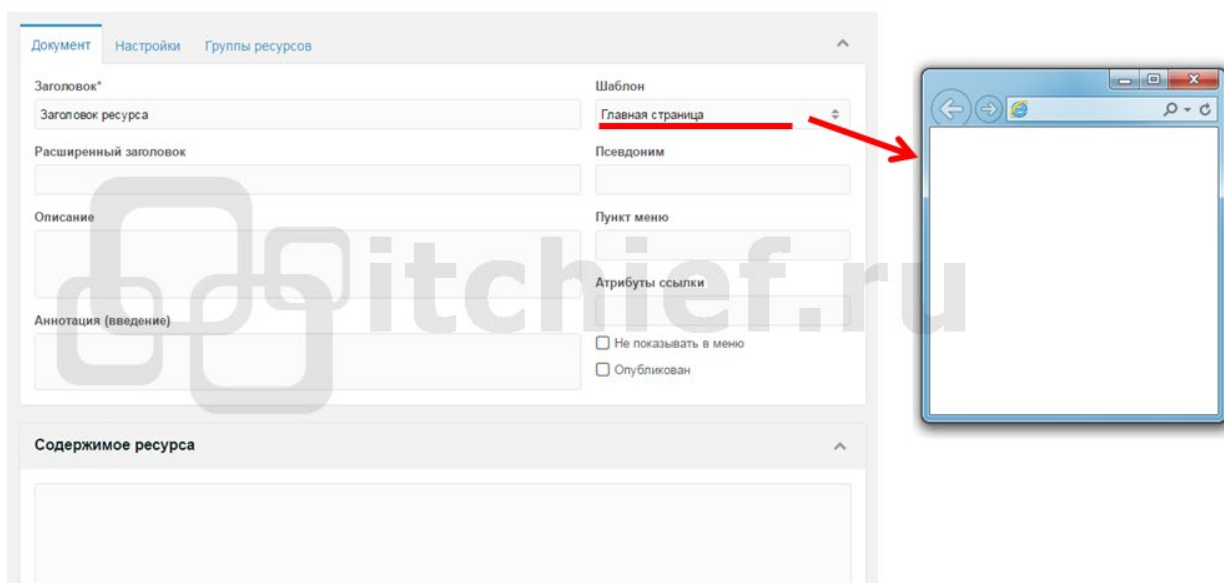 Документ Настройки Группы ресурсов
Заголовок*
Заголовок ресурса
Расширенный заголовок
Описание
Аннотация (введение)
Шаблон
Главная страница
Псевдоним
Пункт меню
Атрибуты ссылки
Не показывать в меню
Опубликован
Содержимое ресурса
itchief.ru